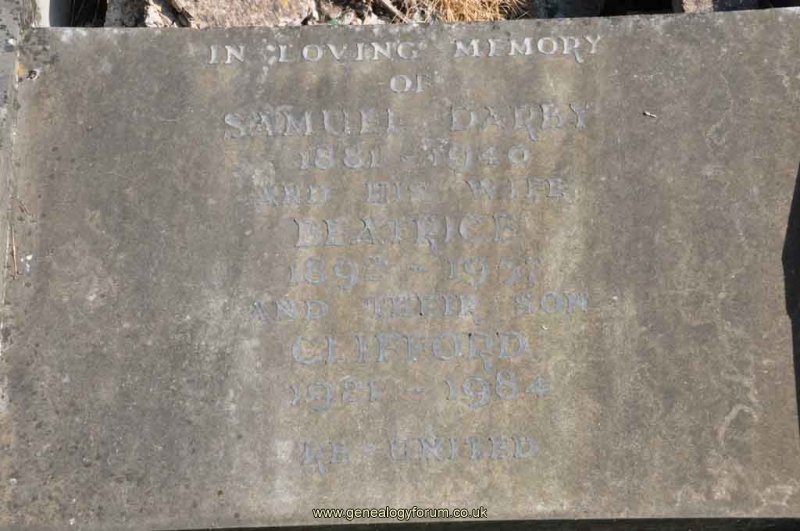 IN LOVING MEMORY
OF
SAMUEL DARBY
1881 - 1940
AND HIS WIFE
BEATRICE
AND THEIR SON
CLIFFORD
1921 - 1984
RE-UNITED
www.genealogyforum.co.uk